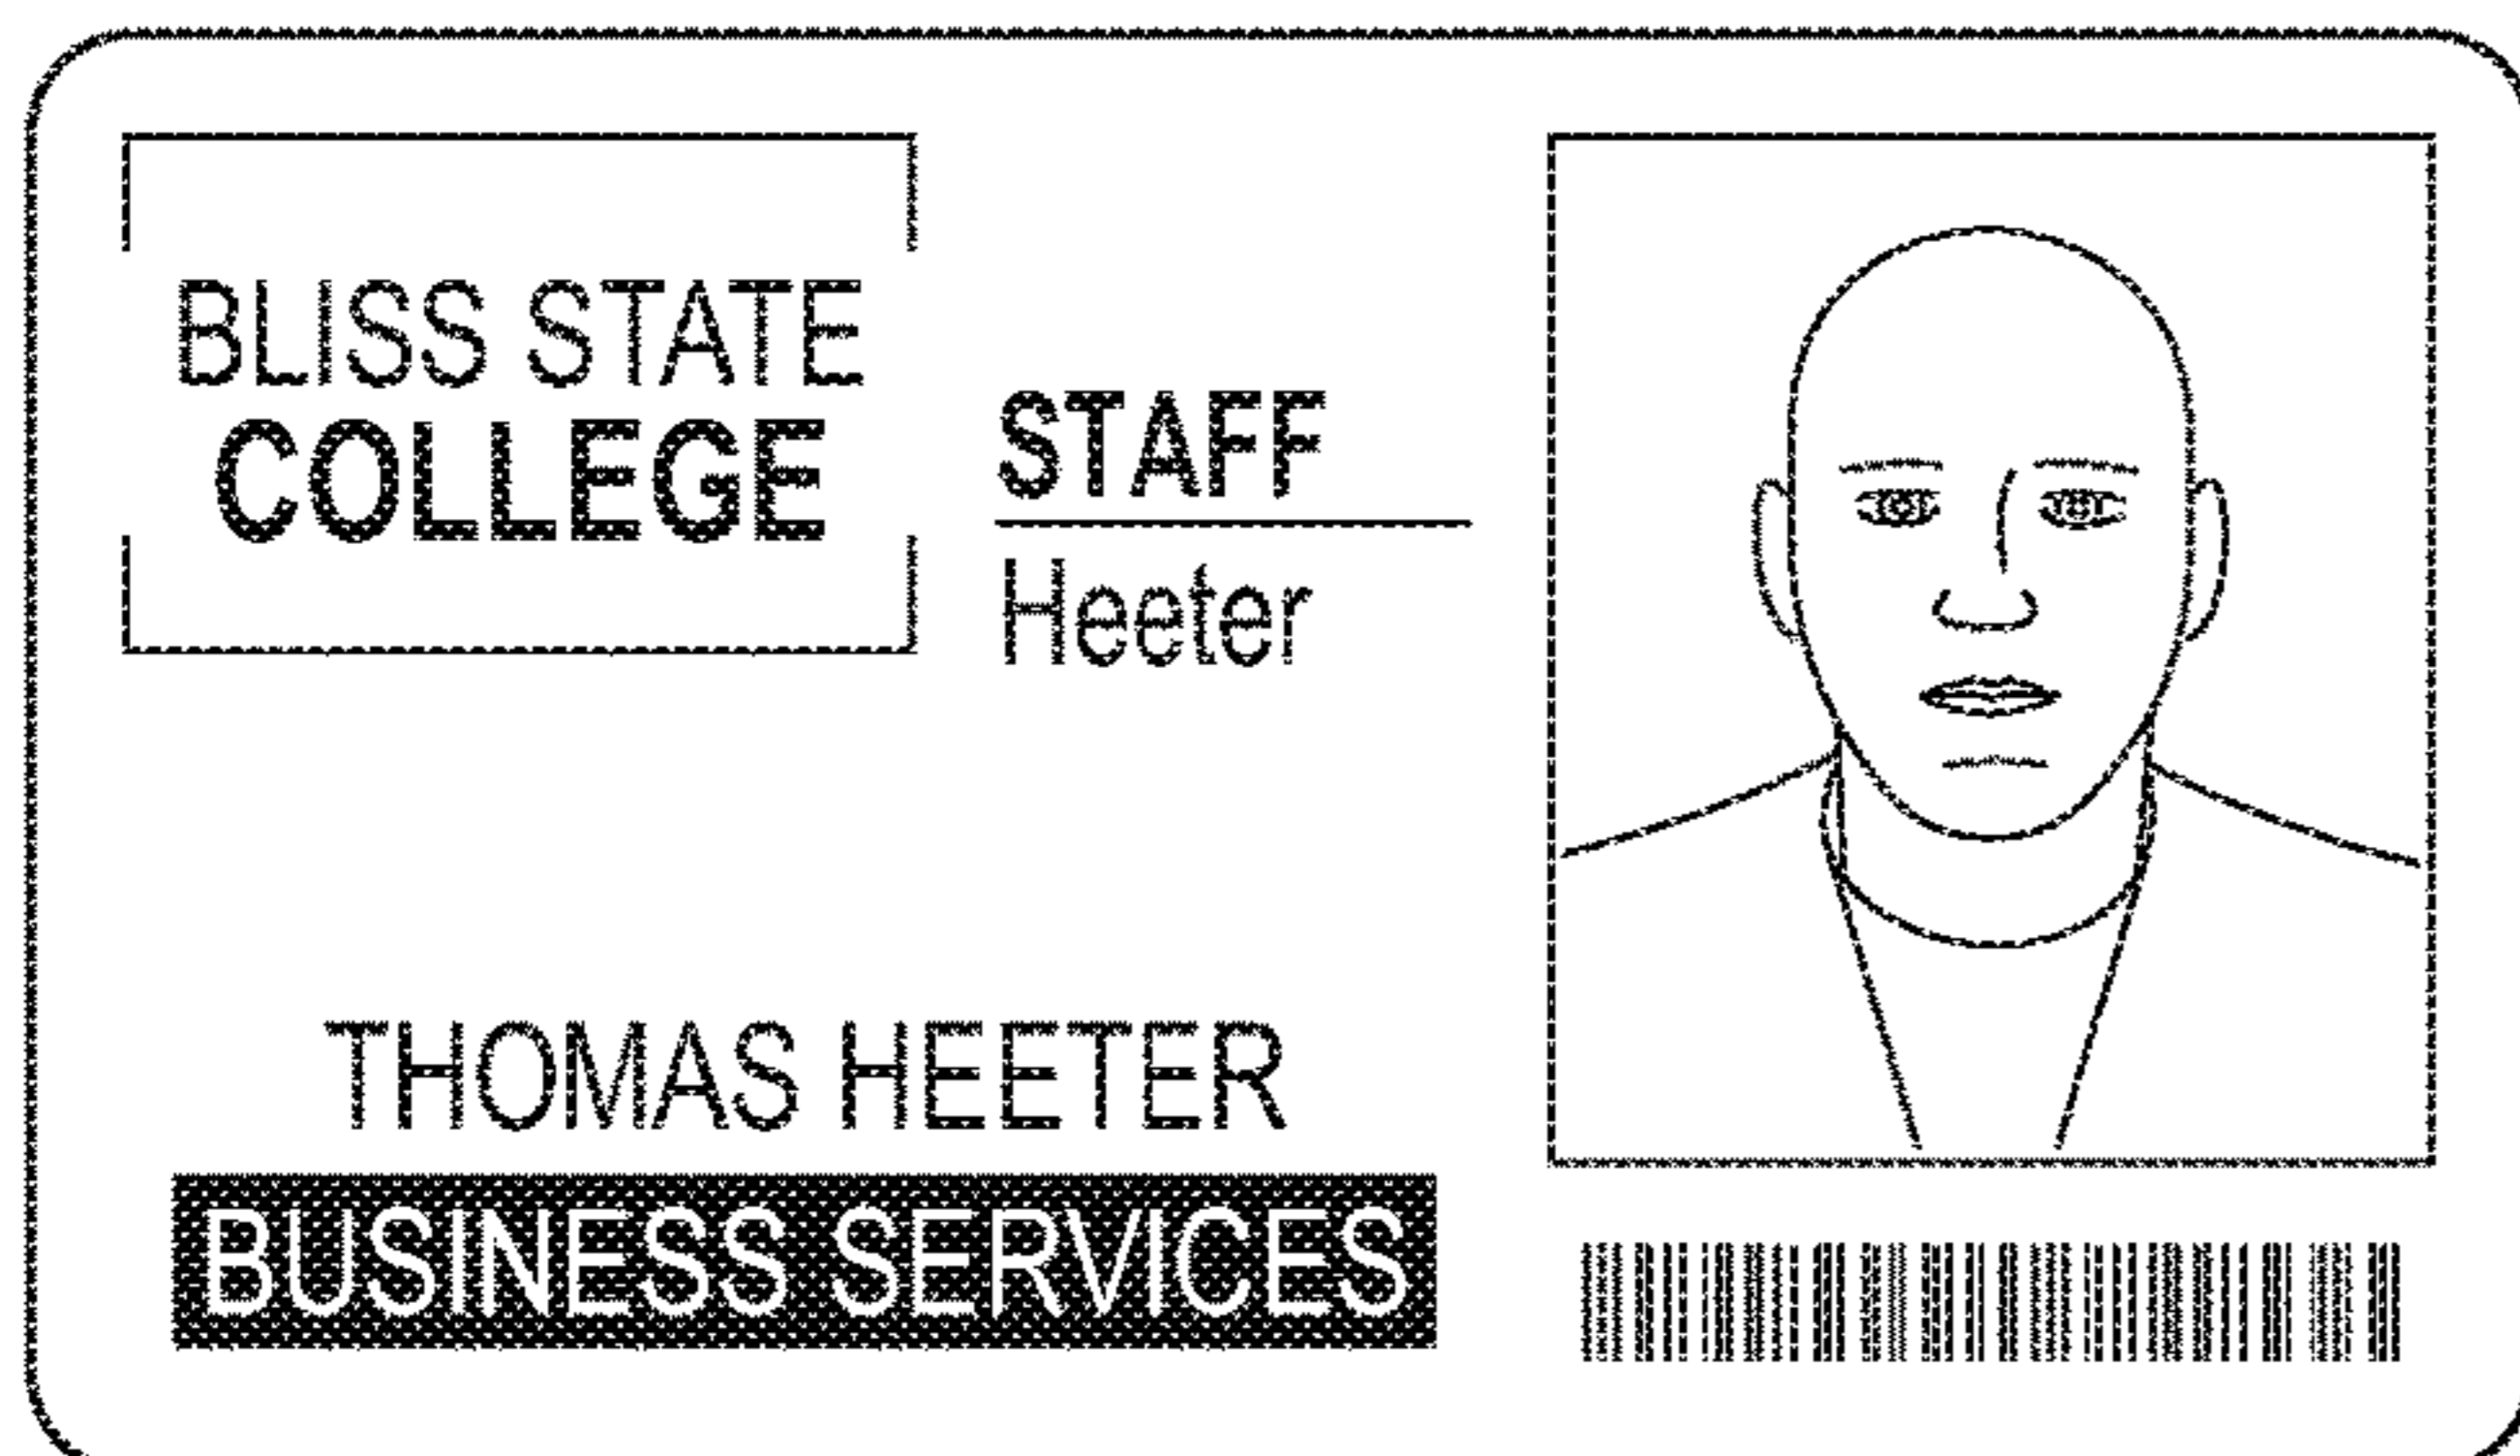 BLISS STATE
COLLEGE
STAFF
Heeter
THOMAS HEETER
BUSINESS SERVICES